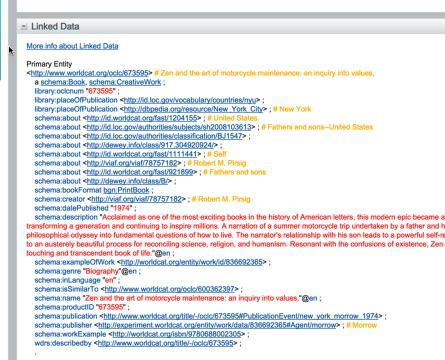 Linked Data
More info about Linked Data
Primary Entity
<http://www.worldcat.org/oclc/673595> # Zen and the art of motorcycle maintenance: an inquiry into values,
a schema:Book, schema:CreativeWork ;
library:oclcnum "673595" ;
library:placeOfPublication <http://id.loc.gov/vocabulary/countries/nyu> ;
library:placeOfPublication <http://dbpedia.org/resource/New_York_City> ; # New York
schema:about <http://id.worldcat.org/fast/1204155> ; # United States
schema:about <http://id.loc.gov/authorities/subjects/sh2008103613> ; # Fathers and sons--United States
schema:about <http://id.loc.gov/authorities/classification/BJ1547> ;
schema:about <http://dewey.info/class/917.304920924/> ;
schema:about <http://id.worldcat.org/fast/1111441> ; # Self
schema:about <http://viaf.org/viaf/78757182> ; # Robert M. Pirsig
schema:about <http://id.worldcat.org/fast/921899> ; # Fathers and sons
schema:about <http://dewey.info/class/B/> ;
schema:bookFormat bgn:PrintBook ;
schema:creator <http://viaf.org/viaf/78757182> ; # Robert M. Pirsig
schema:datePublished "1974" ;
schema:description "Acclaimed as one of the most exciting books in the history of American letters, this modern epic became a
transforming a generation and continuing to inspire millions. A narration of a summer motorcycle trip undertaken by a father and h
philosophical odyssey into fundamental questions of how to live. The narrator's relationship with his son leads to a powerful self-re
to an austerely beautiful process for reconciling science, religion, and humanism. Resonant with the confusions of existence, Zen
touching and transcendent book of life."@en ;
schema:exampleOfWork <http://worldcat.org/entity/work/id/836692365> ;
schema:genre "Biography"@en ;
schema:inLanguage "en" ;
schema:isSimilarTo <http://www.worldcat.org/oclc/600362397> ;
schema:name "Zen and the art of motorcycle maintenance: an inquiry into values,"@en ;
schema:productID "673595" ;
schema:publication <http://www.worldcat.org/title/-/oclc/673595#PublicationEvent/new_york_morrow_1974> ;
schema:publisher <http://experiment.worldcat.org/entity/work/data/836692365#Agent/morrow> ; # Morrow
schema:workExample <http://worldcat.org/isbn/9780688002305> ;
wdrs:describedby <http://www.worldcat.org/title/-/oclc/673595> ;
.